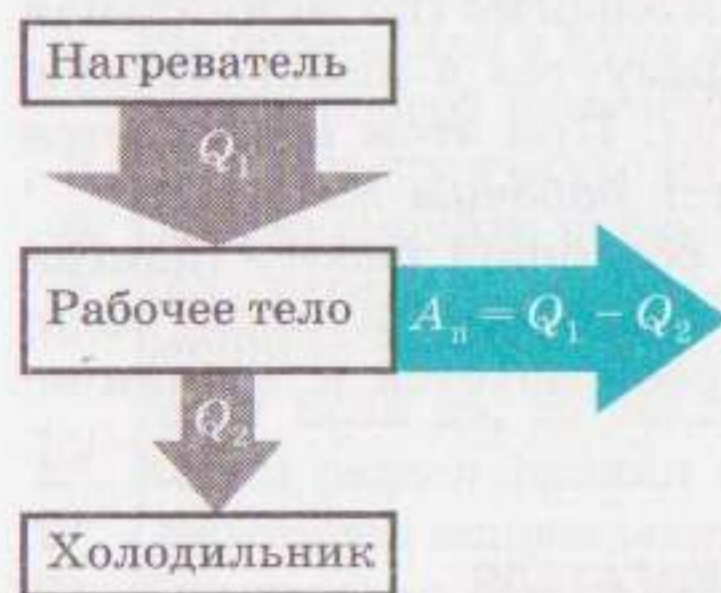 Нагреватель
Q₁
Рабочее тело
Aₙ = Q₁ − Q₂
Q₂
Холодильник